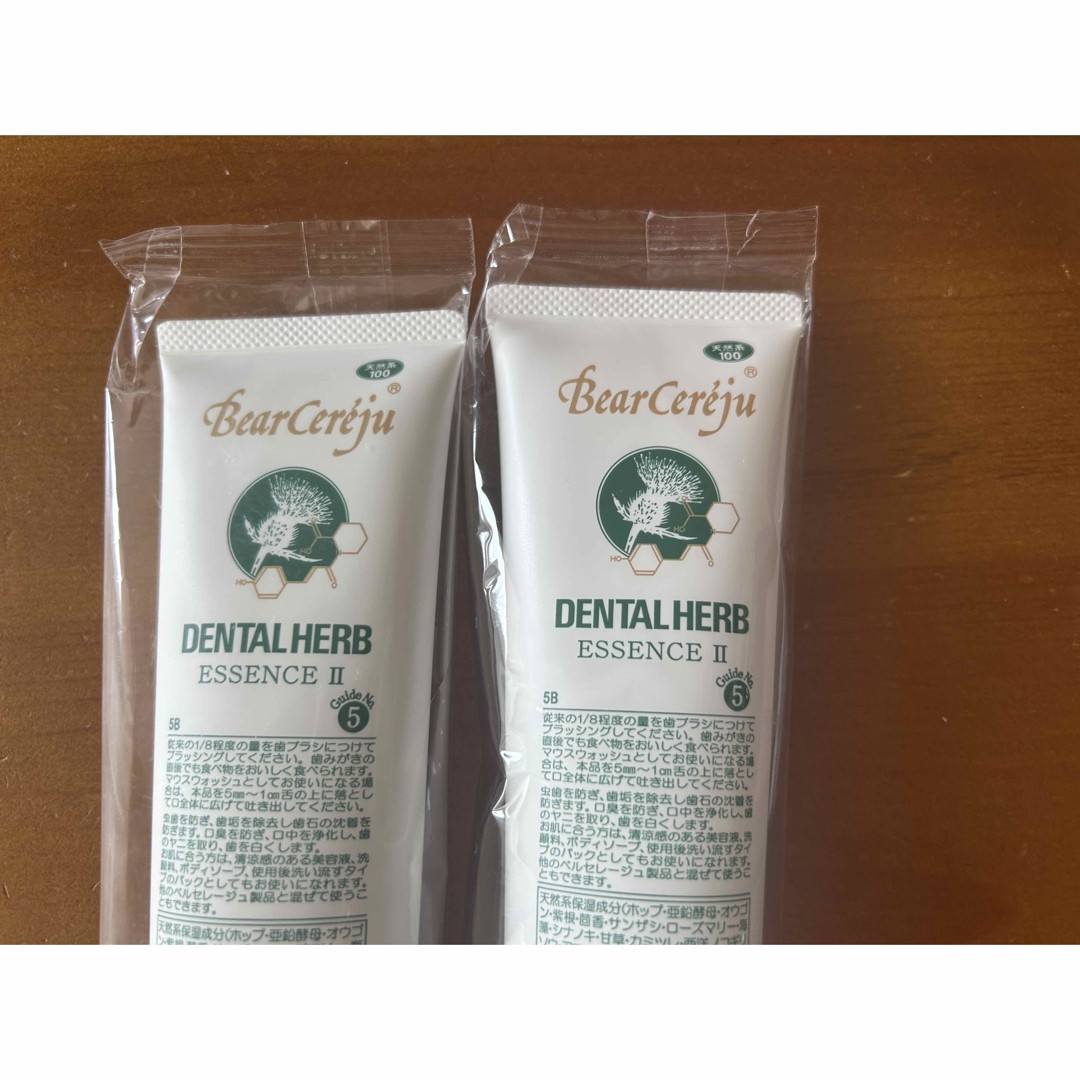 天然系
100
BearCeréju®
HO
HO
O
DENTAL HERB
ESSENCE II
Guide No.
5
5B
従来の1/8程度の量を歯ブラシにつけて
ブラッシングしてください。歯みがきの
直後でも食べ物をおいしく食べられます。
マウスウォッシュとしてお使いになる場
合は、本品を5mm〜1cm舌の上に落とし
て口全体に広げて吐き出してください。
虫歯を防ぎ、歯垢を除去し歯石の沈着を
防ぎます。口臭を防ぎ、口中を浄化し、歯
のヤニを取り、歯を白くします。
お肌に合う方は、清涼感のある美容液、洗
顔料、ボディソープ、使用後洗い流すタイ
プのパックとしてもお使いになれます。
他のベルセレージュ製品と混ぜて使うこ
ともできます。
天然系保湿成分(ホップ・亜鉛酵母・オウゴ
天然系
100
BearCeréju®
HO
HO
O
DENTAL HERB
ESSENCE II
Guide No.
5
5B
従来の1/8程度の量を歯ブラシにつけて
ブラッシングしてください。歯みがきの
直後でも食べ物をおいしく食べられます。
マウスウォッシュとしてお使いになる場
合は、本品を5mm〜1cm舌の上に落とし
て口全体に広げて吐き出してください。
虫歯を防ぎ、歯垢を除去し歯石の沈着を
防ぎます。口臭を防ぎ、口中を浄化し、歯
のヤニを取り、歯を白くします。
お肌に合う方は、清涼感のある美容液、洗
顔料、ボディソープ、使用後洗い流すタイ
プのパックとしてもお使いになれます。
他のベルセレージュ製品と混ぜて使うこ
ともできます。
天然系保湿成分(ホップ・亜鉛酵母・オウゴ
ン・紫根・茴香・サンザシ・ローズマリー・海
藻・シナノキ・甘草・カミツレ・西洋ノコギリ